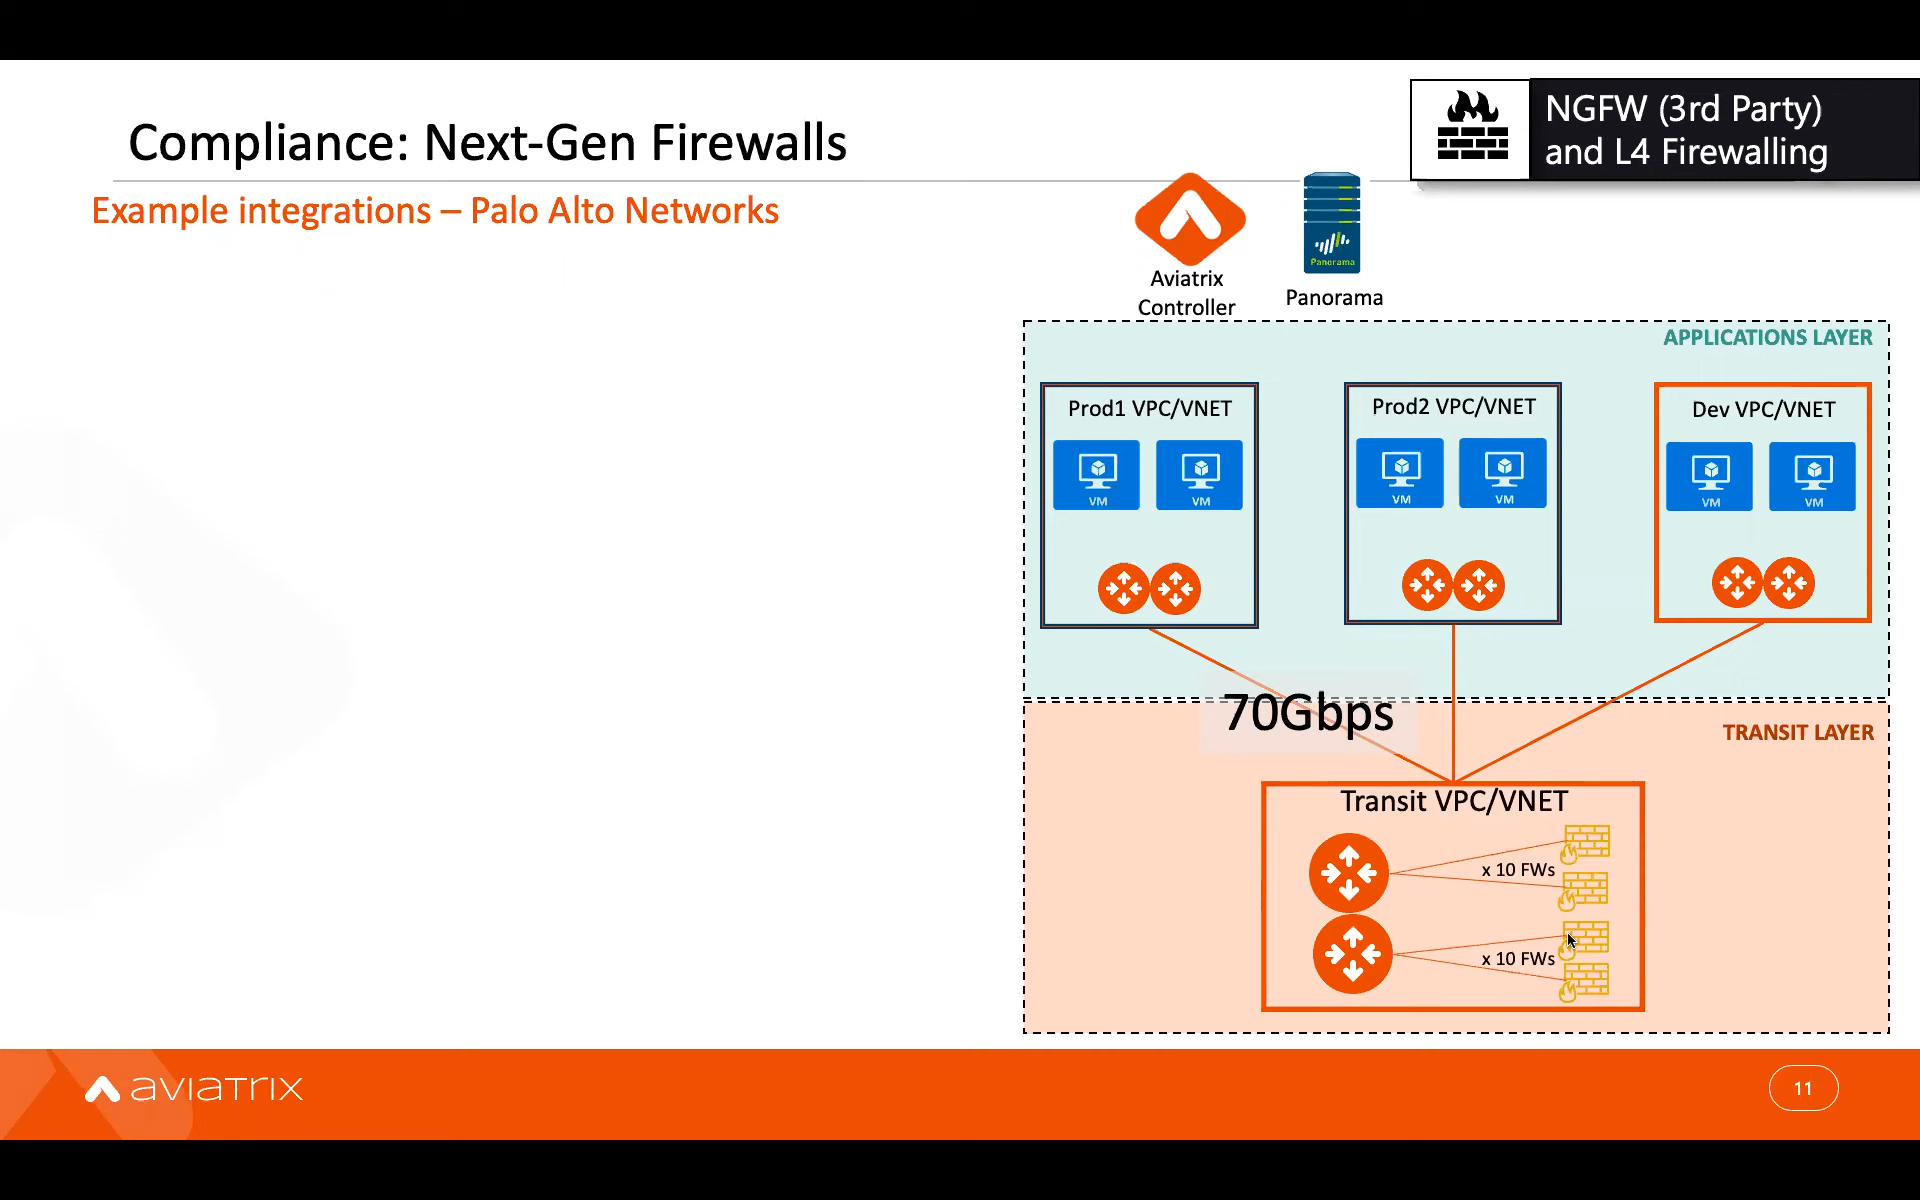 NGFW (3rd Party)
and L4 Firewalling
Compliance: Next-Gen Firewalls
Example integrations – Palo Alto Networks
Panorama
Aviatrix
Controller
Panorama
APPLICATIONS LAYER
Prod1 VPC/VNET
Prod2 VPC/VNET
Dev VPC/VNET
VM
VM
VM
VM
VM
VM
70Gbps
TRANSIT LAYER
Transit VPC/VNET
x 10 FWs
x 10 FWs
aviatrix
11